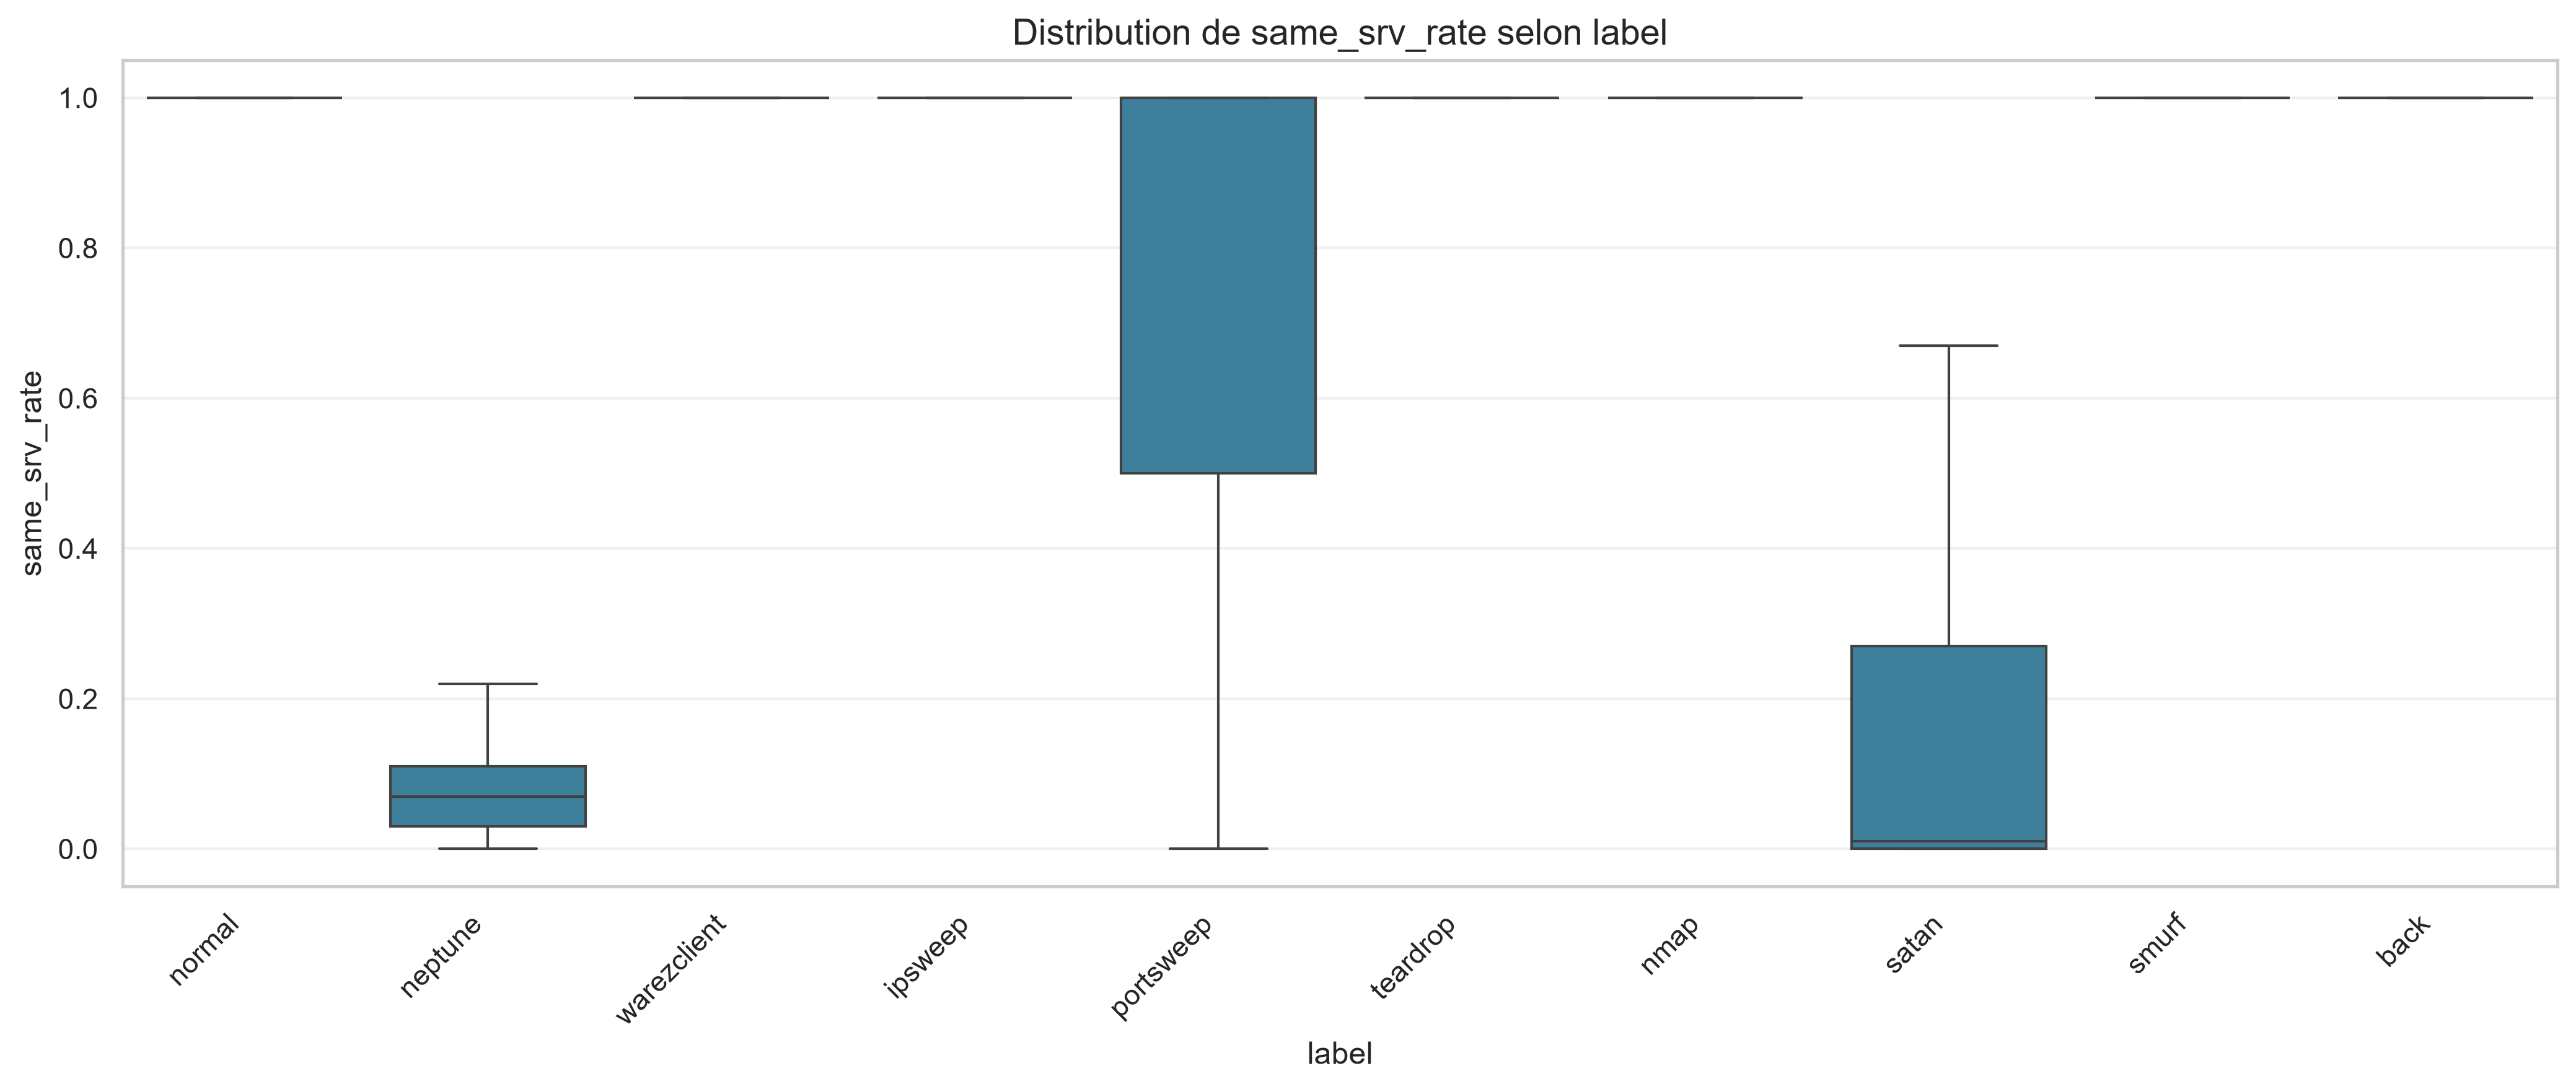 Distribution de same_srv_rate selon label
same_srv_rate
1.0
0.8
0.6
0.4
0.2
0.0
normal
neptune
warezclient
ipsweep
portsweep
teardrop
nmap
satan
smurf
back
label